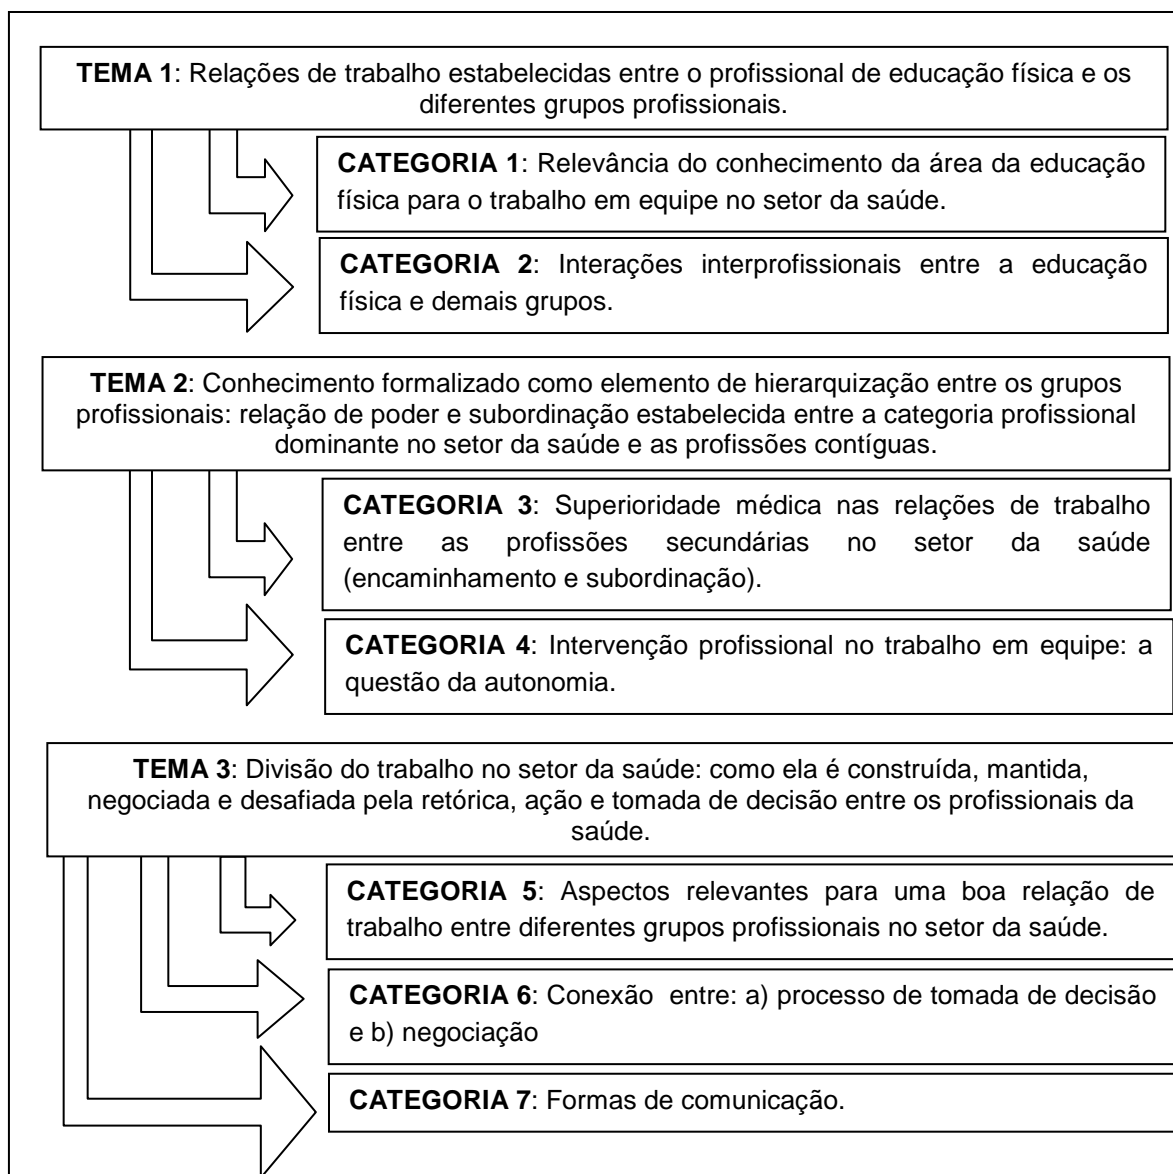 TEMA 1: Relações de trabalho estabelecidas entre o profissional de educação física e os
diferentes grupos profissionais.
CATEGORIA 1: Relevância do conhecimento da área da educação
física para o trabalho em equipe no setor da saúde.
CATEGORIA 2: Interações interprofissionais entre a educação
física e demais grupos.
TEMA 2: Conhecimento formalizado como elemento de hierarquização entre os grupos
profissionais: relação de poder e subordinação estabelecida entre a categoria profissional
dominante no setor da saúde e as profissões contíguas.
CATEGORIA 3: Superioridade médica nas relações de trabalho
entre as profissões secundárias no setor da saúde
(encaminhamento e subordinação).
CATEGORIA 4: Intervenção profissional no trabalho em equipe: a
questão da autonomia.
TEMA 3: Divisão do trabalho no setor da saúde: como ela é construída, mantida,
negociada e desafiada pela retórica, ação e tomada de decisão entre os profissionais da
saúde.
CATEGORIA 5: Aspectos relevantes para uma boa relação de
trabalho entre diferentes grupos profissionais no setor da saúde.
CATEGORIA 6: Conexão entre: a) processo de tomada de decisão
e b) negociação
CATEGORIA 7: Formas de comunicação.